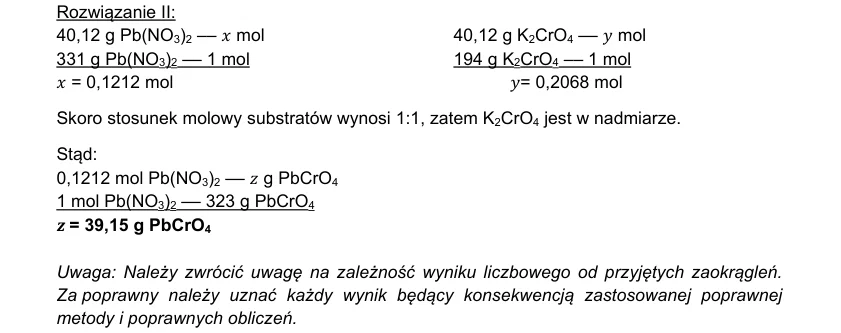 Rozwiązanie II:
40,12 g Pb(NO₃)₂ — x mol
331 g Pb(NO₃)₂ — 1 mol
x = 0,1212 mol
40,12 g K₂CrO₄ — y mol
194 g K₂CrO₄ — 1 mol
y= 0,2068 mol
Skoro stosunek molowy substratów wynosi 1:1, zatem K₂CrO₄ jest w nadmiarze.
Stąd:
0,1212 mol Pb(NO₃)₂ — z g PbCrO₄
1 mol Pb(NO₃)₂ — 323 g PbCrO₄
z = 39,15 g PbCrO₄
Uwaga: Należy zwrócić uwagę na zależność wyniku liczbowego od przyjętych zaokrągleń.
Za poprawny należy uznać każdy wynik będący konsekwencją zastosowanej poprawnej
metody i poprawnych obliczeń.